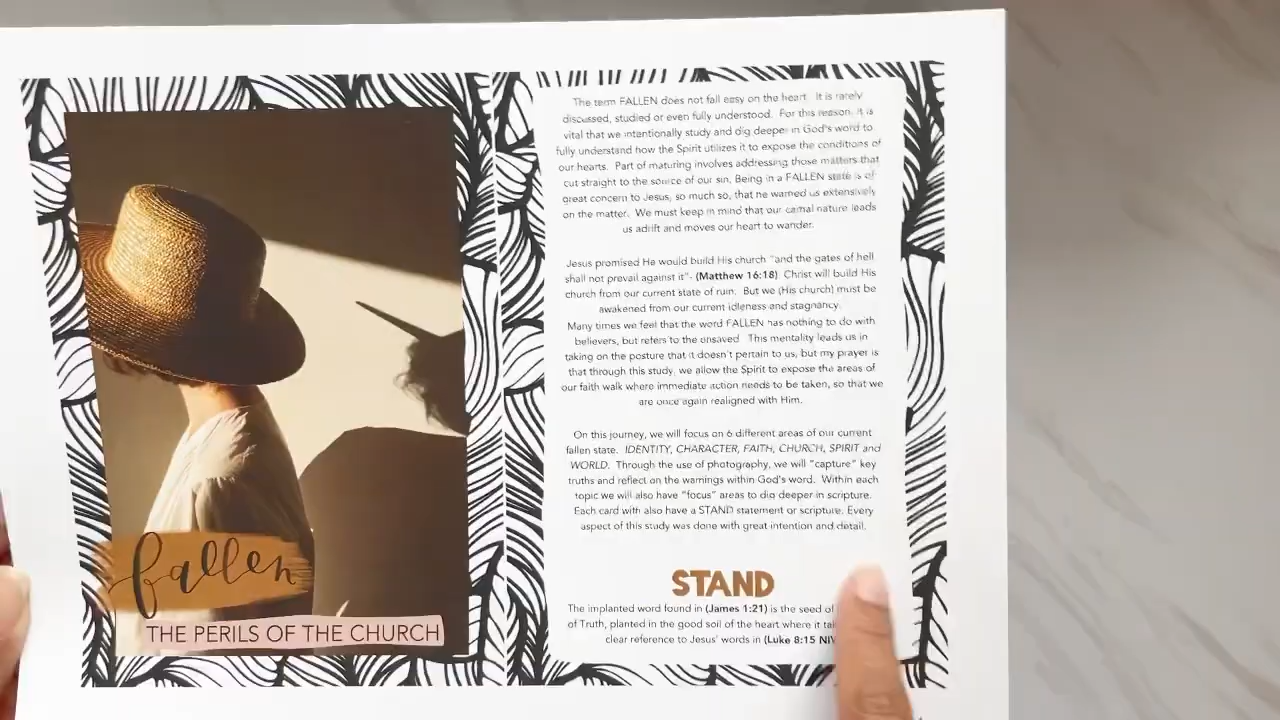 fallen
THE PERILS OF THE CHURCH
The term FALLEN does not fall easy on the heart. It is rarely
discussed, studied or even fully understood. For this reason, it is
vital that we intentionally study and dig deeper in God's word to
fully understand how the Spirit utilizes it to expose the conditions of
our hearts. Part of maturing involves addressing those matters that
cut straight to the source of our sin. Being in a FALLEN state is of
great concern to Jesus, so much so, that he warned us extensively
on the matter. We must keep in mind that our carnal nature leads
us adrift and moves our heart to wander.
Jesus promised He would build His church "and the gates of hell
shall not prevail against it"- (Matthew 16:18) Christ will build His
church from our current state of ruin. But we (His church) must be
awakened from our current idleness and stagnancy.
Many times we feel that the word FALLEN has nothing to do with
believers, but refers to the unsaved. This mentality leads us in
taking on the posture that it doesn't pertain to us, but my prayer is
that through this study, we allow the Spirit to expose the areas of
our faith walk where immediate action needs to be taken, so that we
are once again realigned with Him.
On this journey, we will focus on 6 different areas of our current
fallen state. IDENTITY, CHARACTER, FAITH, CHURCH, SPIRIT and
WORLD. Through the use of photography, we will "capture" key
truths and reflect on the warnings within God's word. Within each
topic we will also have "focus" areas to dig deeper in scripture.
Each card with also have a STAND statement or scripture. Every
aspect of this study was done with great intention and detail.
STAND
The implanted word found in (James 1:21) is the seed of
of Truth, planted in the good soil of the heart where it
clear reference to Jesus' words in (Luke 8:15